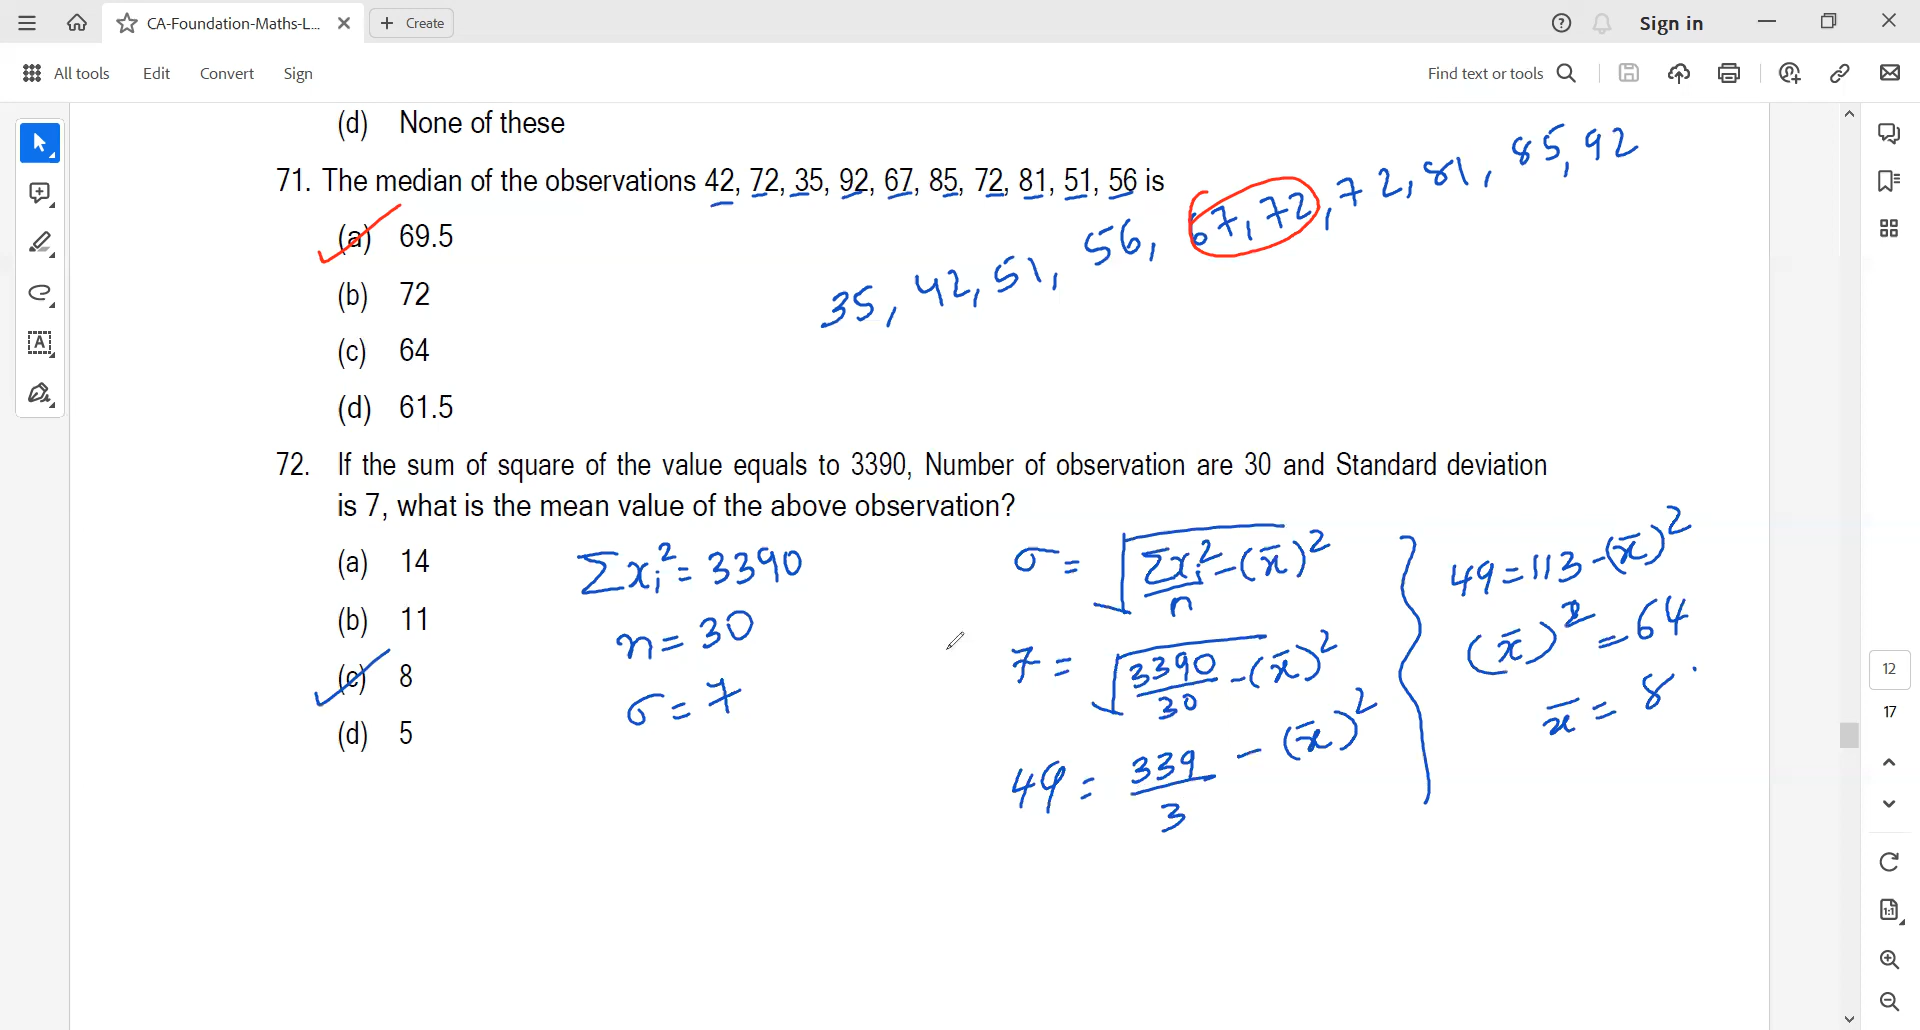 CA-Foundation-Maths-L...
Create
Sign in
All tools
Edit
Convert
Sign
Find text or tools
(d) None of these
71. The median of the observations 42, 72, 35, 92, 67, 85, 72, 81, 51, 56 is
(a) 69.5
(b) 72
(c) 64
(d) 61.5
35, 42, 51, 56, 67, 72, 72, 81, 85, 92
72. If the sum of square of the value equals to 3390, Number of observation are 30 and Standard deviation
is 7, what is the mean value of the above observation?
(a) 14
(b) 11
(c) 8
(d) 5
∑xᵢ² = 3390
n = 30
σ = 7
σ = √(∑xᵢ²/n - (x̄)²)
7 = √(3390/30 - (x̄)²)
49 = 339/3 - (x̄)²
49 = 113 - (x̄)²
(x̄)² = 64
x̄ = 8
12
17